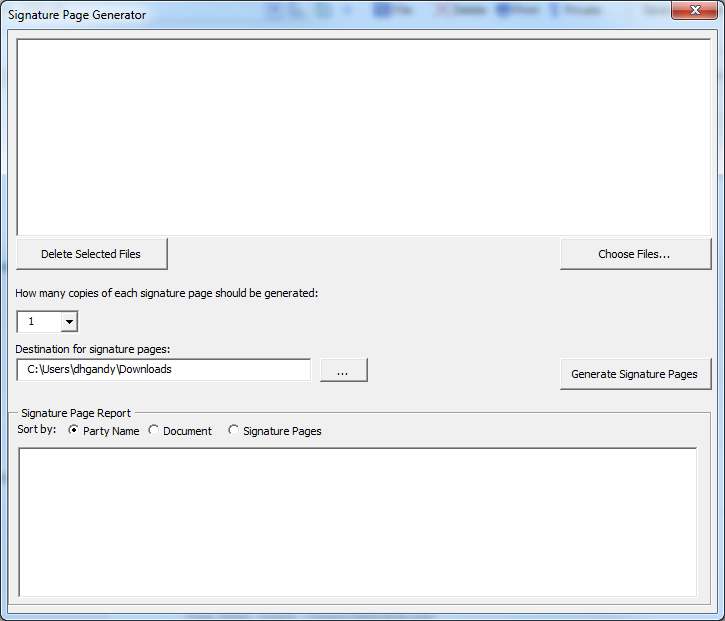 Signature Page Generator
Delete Selected Files
Choose Files...
How many copies of each signature page should be generated:
1
Destination for signature pages:
C:\Users\dhgandy\Downloads
...
Generate Signature Pages
Signature Page Report
Sort by: Party Name Document Signature Pages